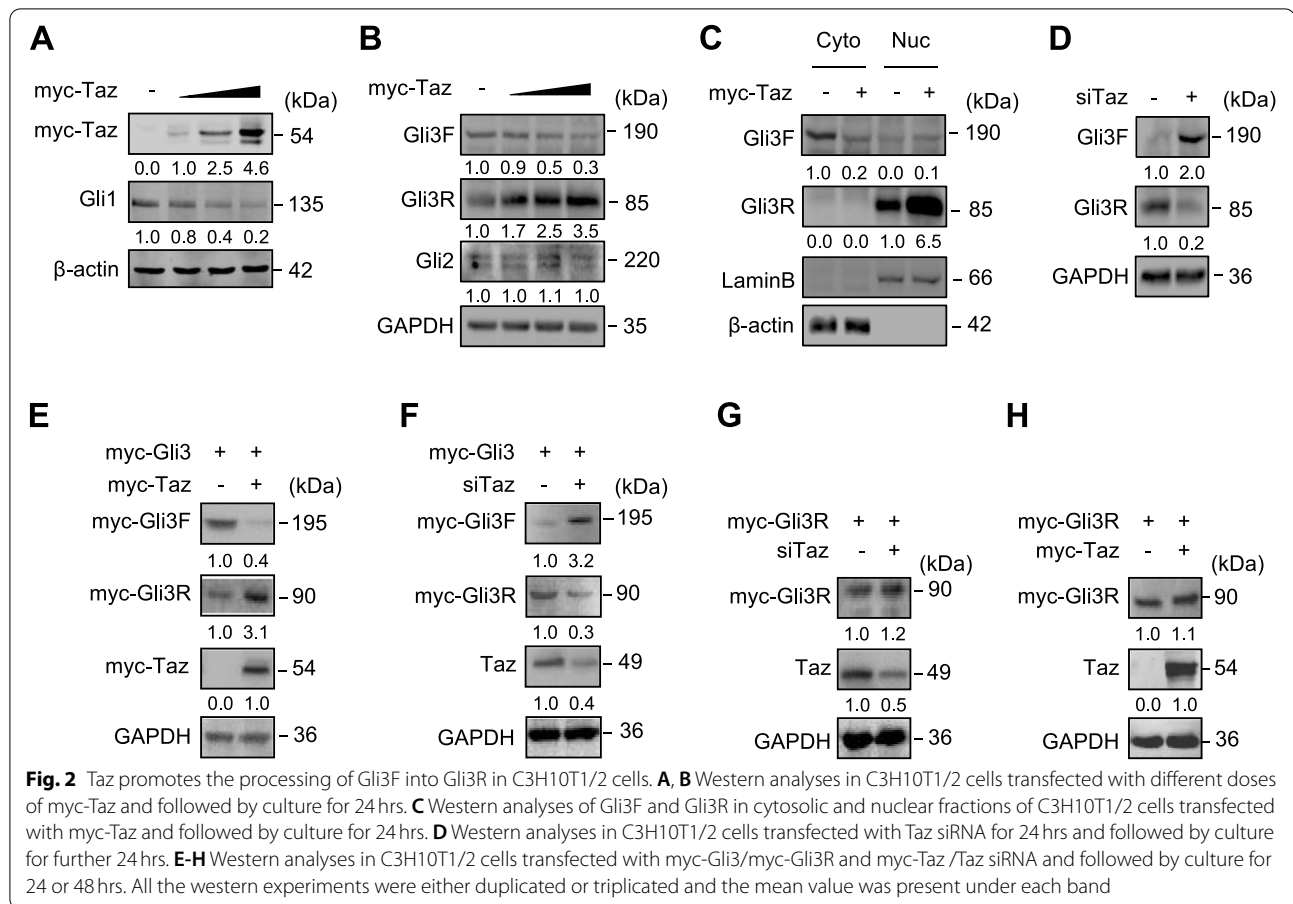 A
myc-Taz - (kDa)
myc-Taz - 54
0.0 1.0 2.5 4.6
Gli1 - 135
1.0 0.8 0.4 0.2
β-actin - 42
B
myc-Taz - (kDa)
Gli3F - 190
1.0 0.9 0.5 0.3
Gli3R - 85
1.0 1.7 2.5 3.5
Gli2 - 220
1.0 1.0 1.1 1.0
GAPDH - 35
C
Cyto Nuc
myc-Taz - + - + (kDa)
Gli3F - 190
1.0 0.2 0.0 0.1
Gli3R - 85
0.0 0.0 1.0 6.5
LaminB - 66
β-actin - 42
D
siTaz - + (kDa)
Gli3F - 190
1.0 2.0
Gli3R - 85
1.0 0.2
GAPDH - 36
E
myc-Gli3 + +
myc-Taz - + (kDa)
myc-Gli3F - 195
1.0 0.4
myc-Gli3R - 90
1.0 3.1
myc-Taz - 54
0.0 1.0
GAPDH - 36
F
myc-Gli3 + +
siTaz - + (kDa)
myc-Gli3F - 195
1.0 3.2
myc-Gli3R - 90
1.0 0.3
Taz - 49
1.0 0.4
GAPDH - 36
G
myc-Gli3R + +
siTaz - + (kDa)
myc-Gli3R - 90
1.0 1.2
Taz - 49
1.0 0.5
GAPDH - 36
H
myc-Gli3R + +
myc-Taz - + (kDa)
myc-Gli3R - 90
1.0 1.1
Taz - 54
0.0 1.0
GAPDH - 36
Fig. 2 Taz promotes the processing of Gli3F into Gli3R in C3H10T1/2 cells. A, B Western analyses in C3H10T1/2 cells transfected with different doses
of myc-Taz and followed by culture for 24 hrs. C Western analyses of Gli3F and Gli3R in cytosolic and nuclear fractions of C3H10T1/2 cells transfected
with myc-Taz and followed by culture for 24 hrs. D Western analyses in C3H10T1/2 cells transfected with Taz siRNA for 24 hrs and followed by culture
for further 24 hrs. E-H Western analyses in C3H10T1/2 cells transfected with myc-Gli3/myc-Gli3R and myc-Taz /Taz siRNA and followed by culture for
24 or 48 hrs. All the western experiments were either duplicated or triplicated and the mean value was present under each band